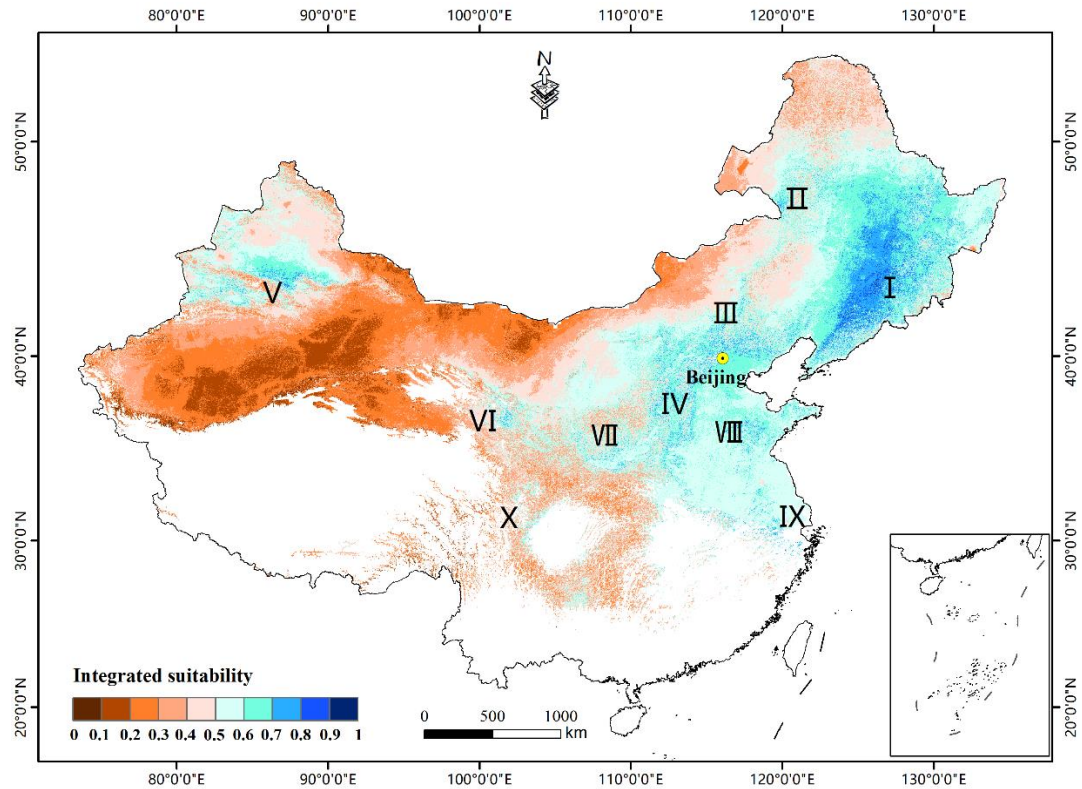 80°0'0"E 90°0'0"E 100°0'0"E 110°0'0"E 120°0'0"E 130°0'0"E
N
50°0'0"N 50°0'0"N
II
V I
III
40°0'0"N 40°0'0"N
Beijing
VI IV
VII VIII
X IX
30°0'0"N 30°0'0"N
Integrated suitability
0 0.1 0.2 0.3 0.4 0.5 0.6 0.7 0.8 0.9 1
0 500 1000
km
20°0'0"N 20°0'0"N
80°0'0"E 90°0'0"E 100°0'0"E 110°0'0"E 120°0'0"E 130°0'0"E